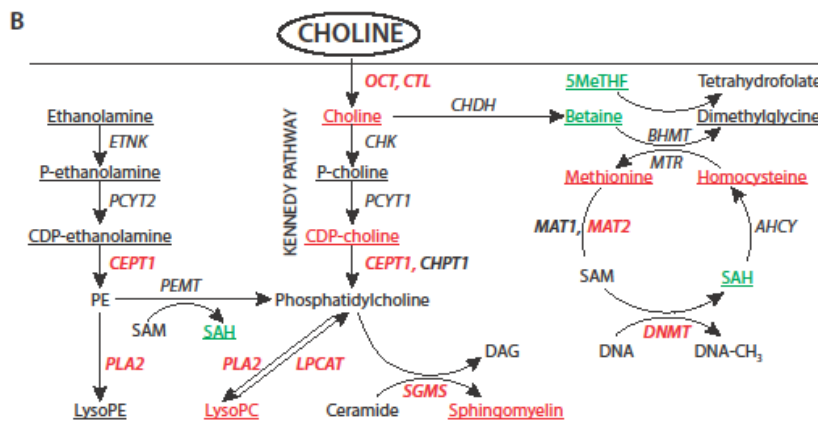 B
CHOLINE
OCT, CTL
5MeTHF
Tetrahydrofolate
Ethanolamine
Choline
CHDH
Betaine
Dimethylglycine
ETNK
CHK
BHMT
MTR
P-ethanolamine
P-choline
Methionine
Homocysteine
KENNEDY PATHWAY
PCYT2
PCYT1
MAT1, MAT2
AHCY
CDP-ethanolamine
CDP-choline
CEPT1
CEPT1, CHPT1
PE
PEMT
Phosphatidylcholine
SAM
SAH
SAM
SAH
DNMT
DNA
DNA-CH₃
PLA2
PLA2
LPCAT
DAG
SGMS
LysoPE
LysoPC
Ceramide
Sphingomyelin